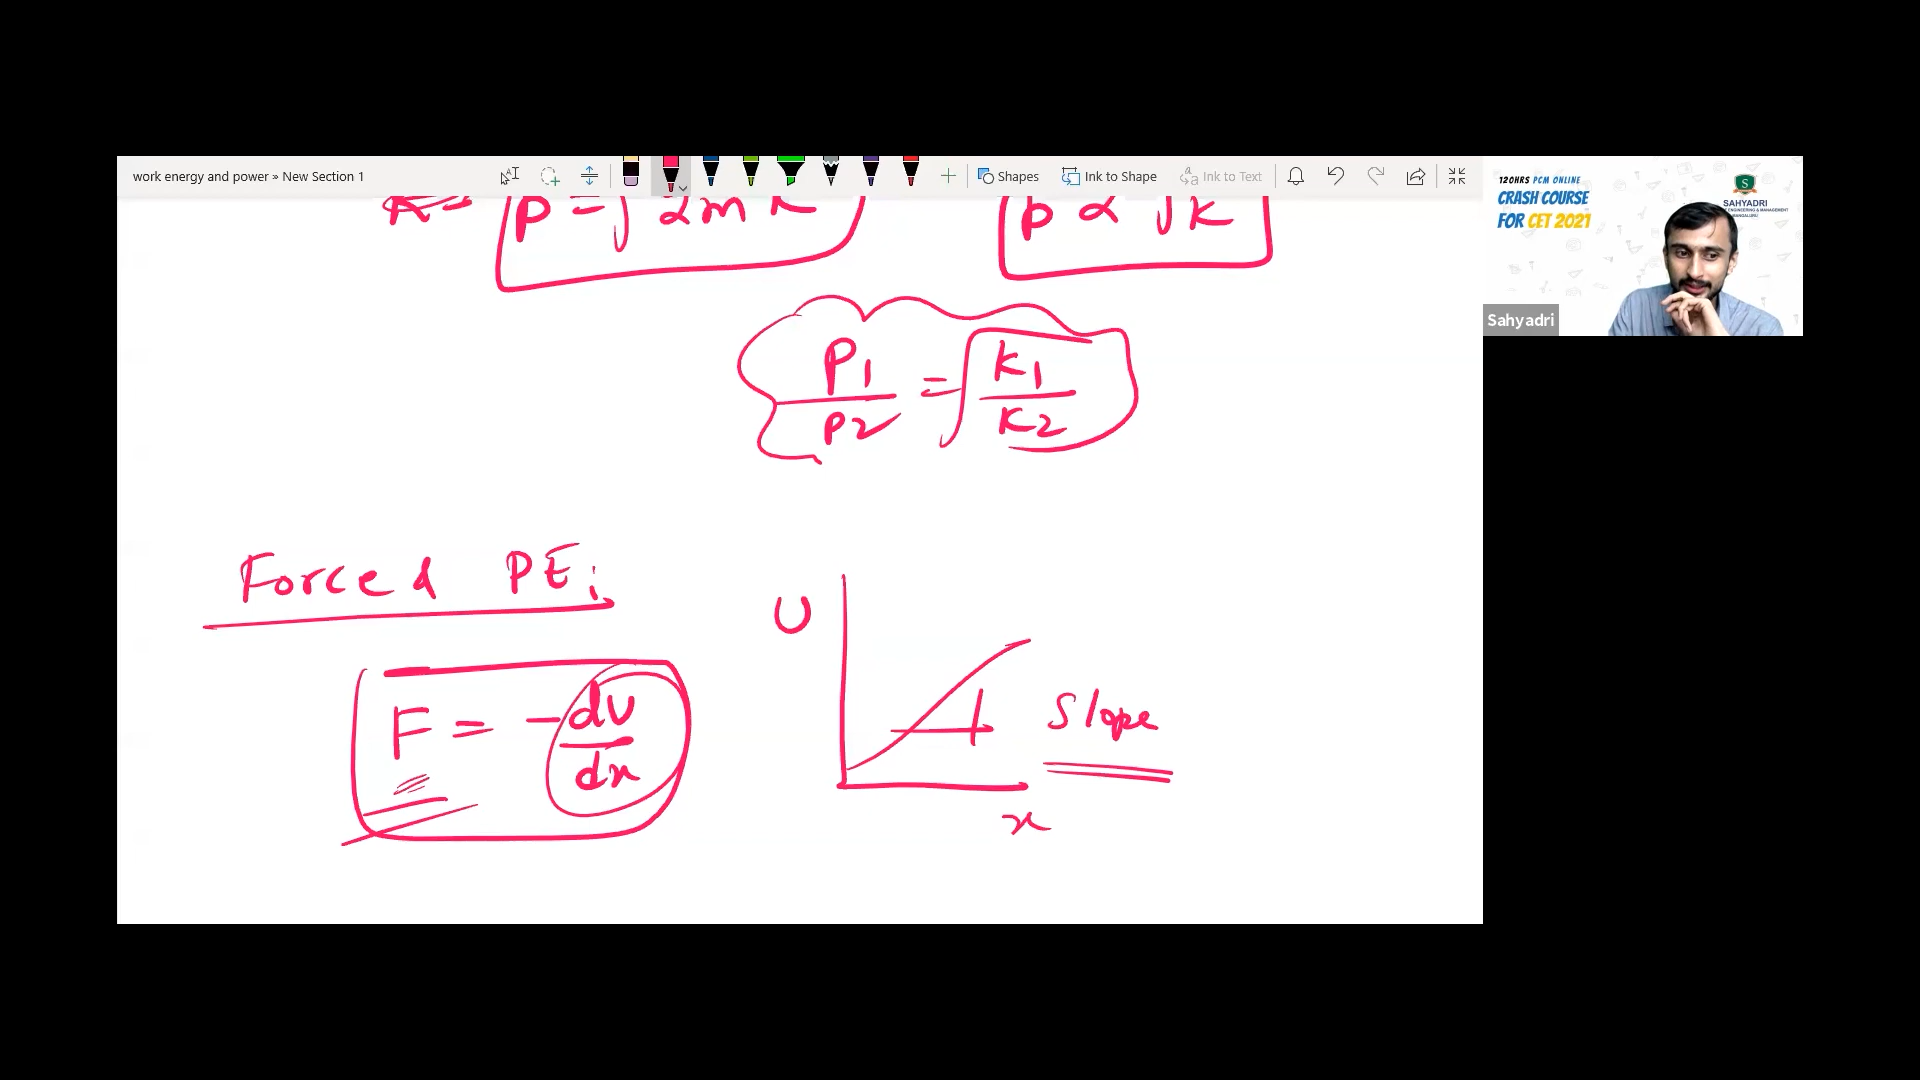 work energy and power » New Section 1
Shapes
Ink to Shape
Ink to Text
120HRS PCM ONLINE
CRASH COURSE
FOR CET 2021
S
SAHYADRI
Sahyadri
P = √2mK
P ∝ √K
P1/P2 = √K1/K2
Force & PE:
F = -dU/dx
U
Slope
x